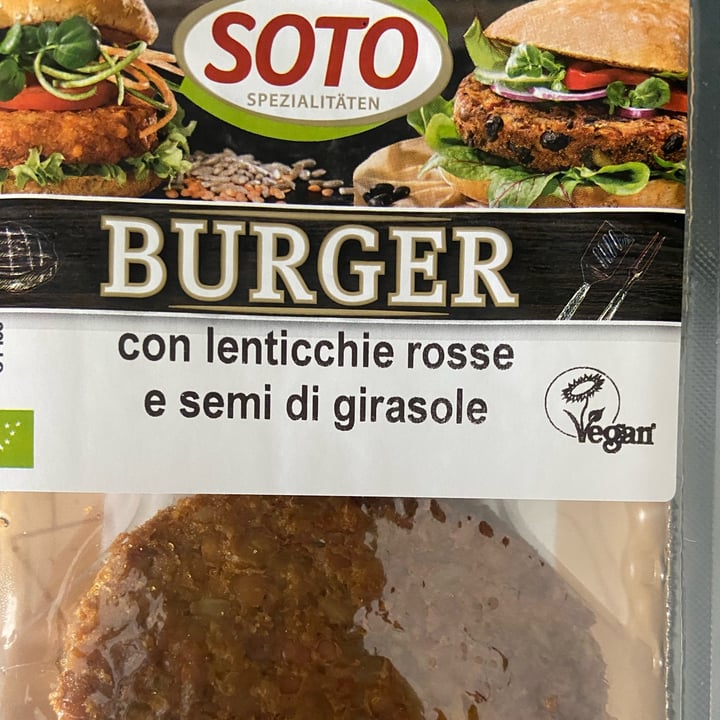 SOTO
SPEZIALITÄTEN
BURGER
con lenticchie rosse
e semi di girasole
Vegan